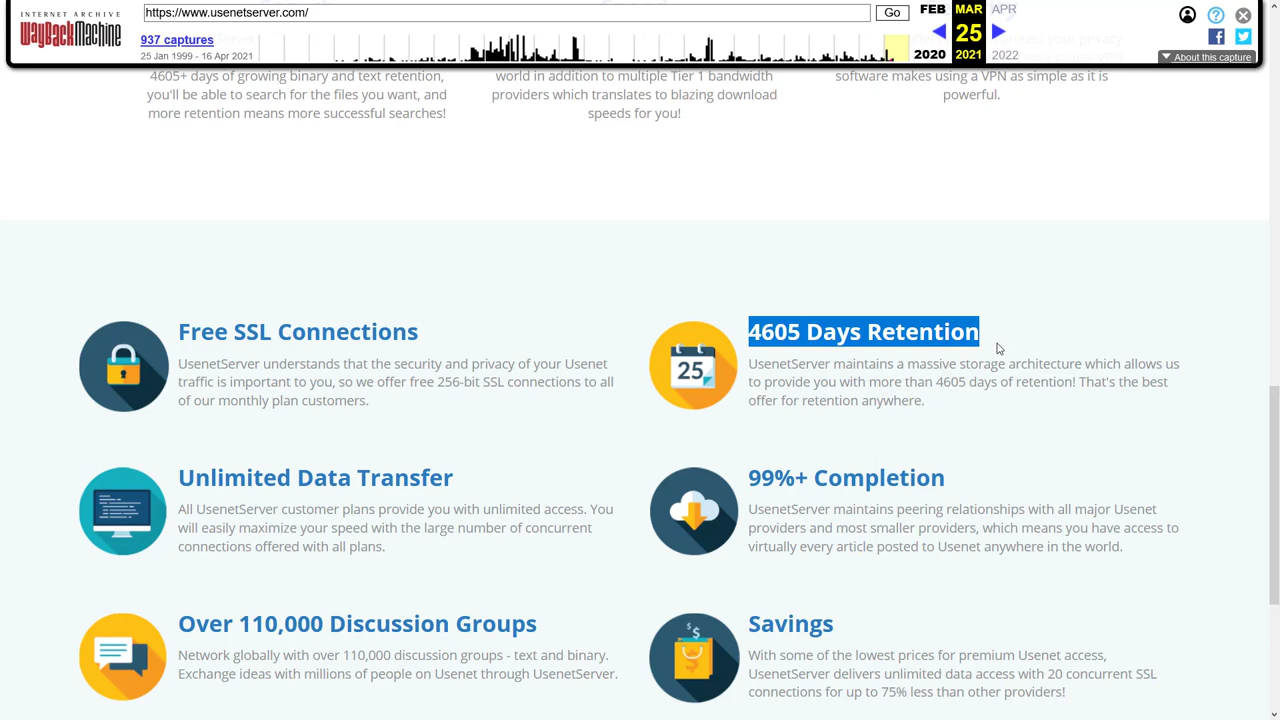 INTERNET ARCHIVE
WayBackMachine
https://www.usenetserver.com/
Go
937 captures
25 Jan 1999 - 16 Apr 2021
FEB MAR APR
25
2020 2021 2022
About this capture
4605+ days of growing binary and text retention,
you'll be able to search for the files you want, and
more retention means more successful searches!
world in addition to multiple Tier 1 bandwidth
providers which translates to blazing download
speeds for you!
software makes using a VPN as simple as it is
powerful.
Free SSL Connections
UsenetServer understands that the security and privacy of your Usenet
traffic is important to you, so we offer free 256-bit SSL connections to all
of our monthly plan customers.
25
4605 Days Retention
UsenetServer maintains a massive storage architecture which allows us
to provide you with more than 4605 days of retention! That's the best
offer for retention anywhere.
Unlimited Data Transfer
All UsenetServer customer plans provide you with unlimited access. You
will easily maximize your speed with the large number of concurrent
connections offered with all plans.
99%+ Completion
UsenetServer maintains peering relationships with all major Usenet
providers and most smaller providers, which means you have access to
virtually every article posted to Usenet anywhere in the world.
Over 110,000 Discussion Groups
Network globally with over 110,000 discussion groups - text and binary.
Exchange ideas with millions of people on Usenet through UsenetServer.
Savings
With some of the lowest prices for premium Usenet access,
UsenetServer delivers unlimited data access with 20 concurrent SSL
connections for up to 75% less than other providers!